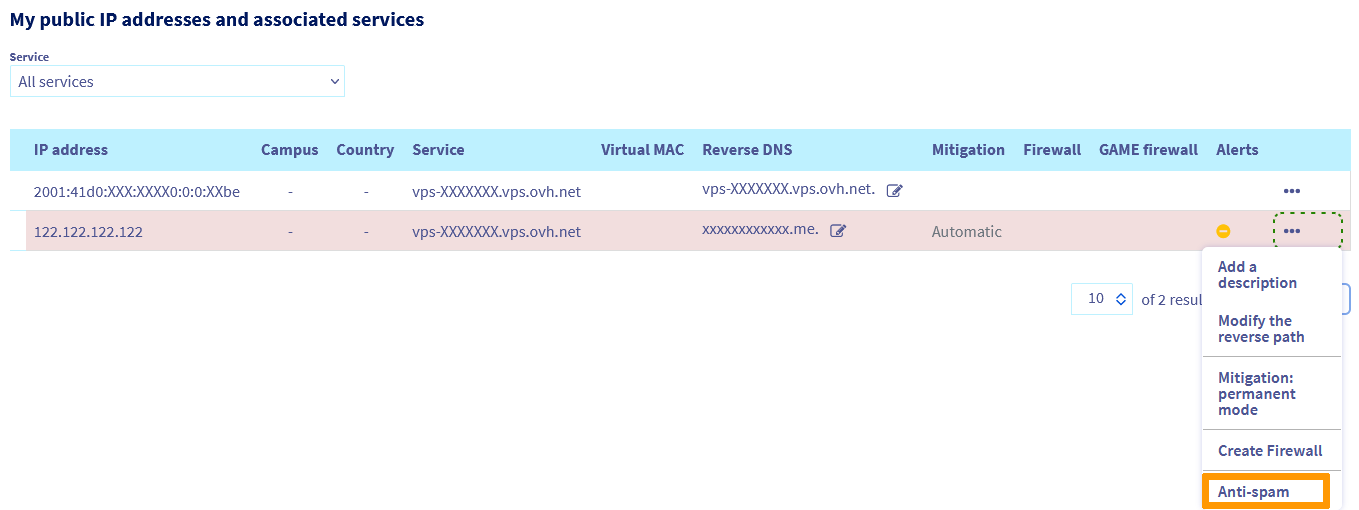 My public IP addresses and associated services
Service
All services
IP address Campus Country Service Virtual MAC Reverse DNS Mitigation Firewall GAME firewall Alerts
2001:41d0:XXX:XXXX0:0:0:XXbe - - vps-XXXXXXX.vps.ovh.net vps-XXXXXXX.vps.ovh.net. •••
122.122.122.122 - - vps-XXXXXXX.vps.ovh.net xxxxxxxxxxxx.me. Automatic •••
10 of 2 resul
Add a
description
Modify the
reverse path
Mitigation:
permanent
mode
Create Firewall
Anti-spam